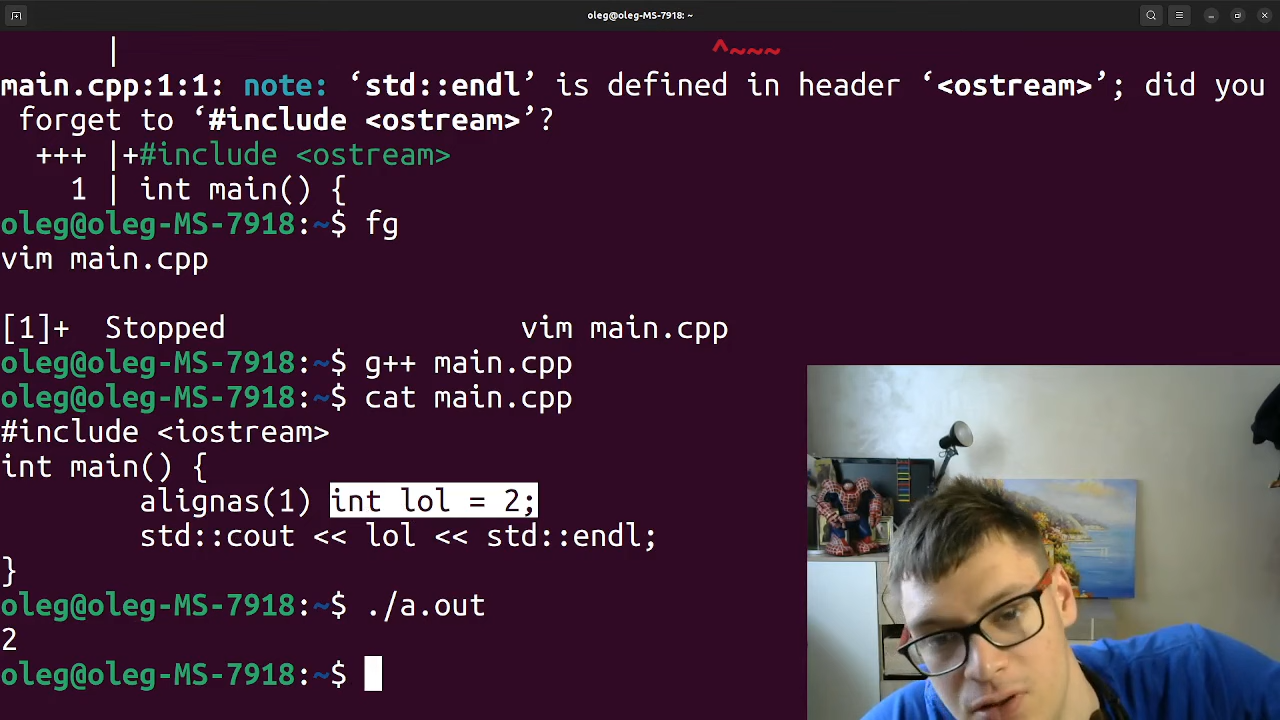 oleg@oleg-MS-7918: ~
|                                   ^~~~
main.cpp:1:1: note: ‘std::endl’ is defined in header ‘<ostream>’; did you
 forget to ‘#include <ostream>’?
  +++ |+#include <ostream>
    1 | int main() {
oleg@oleg-MS-7918:~$ fg
vim main.cpp
[1]+  Stopped                 vim main.cpp
oleg@oleg-MS-7918:~$ g++ main.cpp
oleg@oleg-MS-7918:~$ cat main.cpp
#include <iostream>
int main() {
        alignas(1) int lol = 2;
        std::cout << lol << std::endl;
}
oleg@oleg-MS-7918:~$ ./a.out
2
oleg@oleg-MS-7918:~$